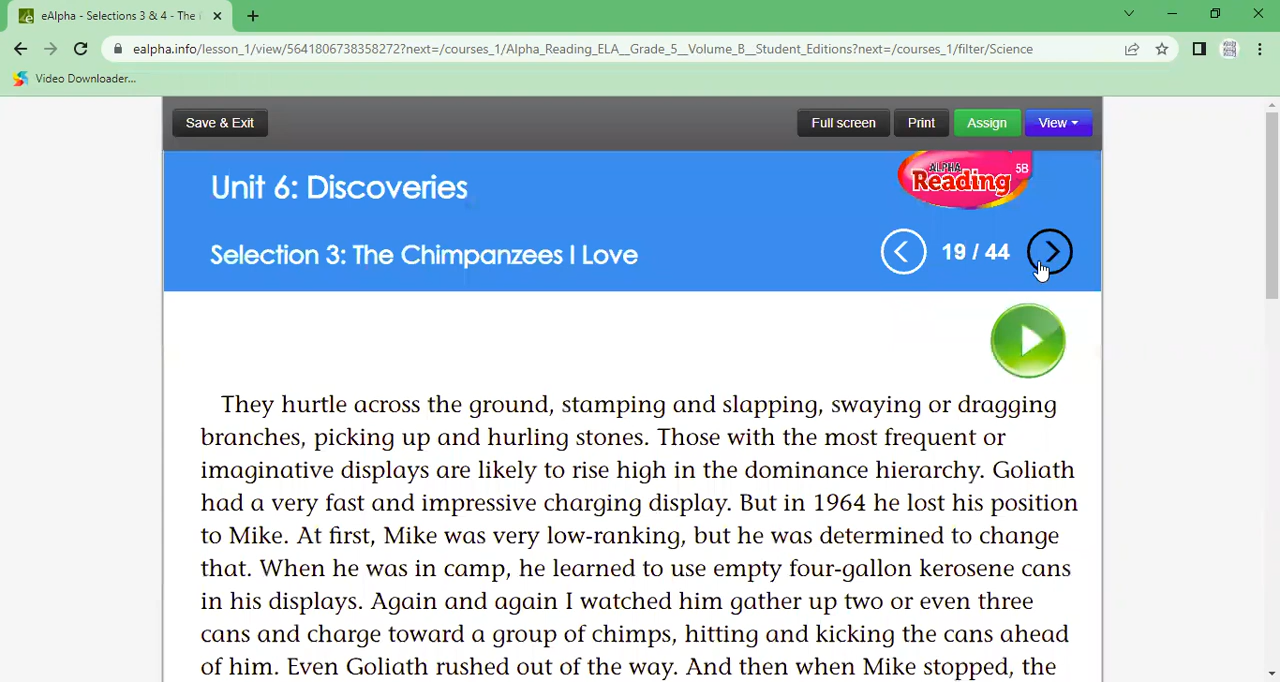 eAlpha - Selections 3 & 4 - The
ealpha.info/lesson_1/view/5641806738358272?next=/courses_1/Alpha_Reading_ELA__Grade_5__Volume_B__Student_Editions?next=/courses_1/filter/Science
Video Downloader...
Save & Exit
Full screen
Print
Assign
View
Unit 6: Discoveries
ALPHA
Reading
5B
Selection 3: The Chimpanzees I Love
19 / 44
They hurtle across the ground, stamping and slapping, swaying or dragging
branches, picking up and hurling stones. Those with the most frequent or
imaginative displays are likely to rise high in the dominance hierarchy. Goliath
had a very fast and impressive charging display. But in 1964 he lost his position
to Mike. At first, Mike was very low-ranking, but he was determined to change
that. When he was in camp, he learned to use empty four-gallon kerosene cans
in his displays. Again and again I watched him gather up two or even three
cans and charge toward a group of chimps, hitting and kicking the cans ahead
of him. Even Goliath rushed out of the way. And then when Mike stopped, the